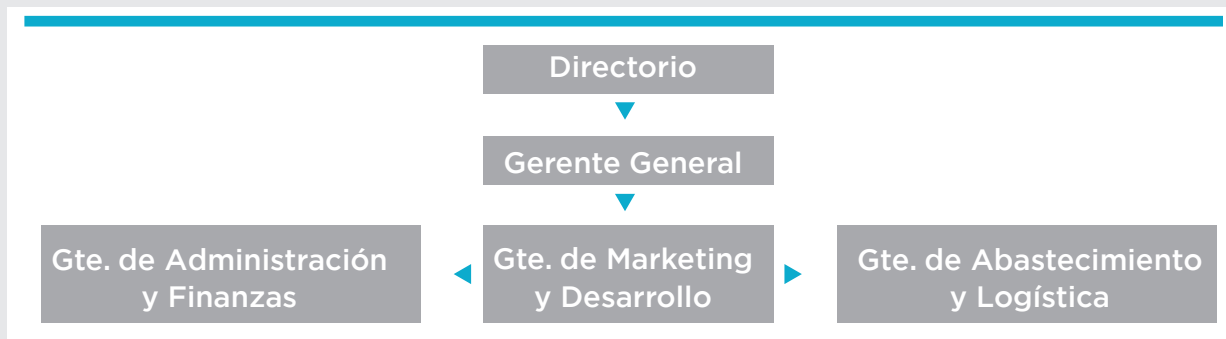 Directorio
Gerente General
Gte. de Administración
y Finanzas
Gte. de Marketing
y Desarrollo
Gte. de Abastecimiento
y Logística